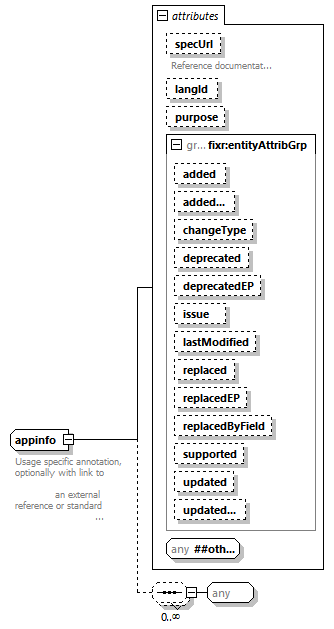 attributes
specUrl
Reference documentat...
langId
purpose
gr... fixr:entityAttribGrp
added
added...
changeType
deprecated
deprecatedEP
issue
lastModified
replaced
replacedEP
replacedByField
supported
updated
updated...
any ##oth...
appinfo
Usage specific annotation,
optionally with link to
an external
reference or standard
...
any
0..∞